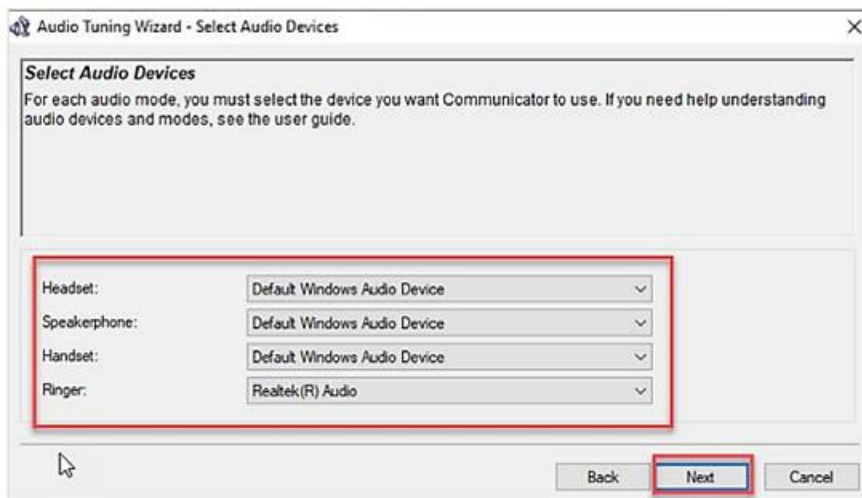 Audio Tuning Wizard - Select Audio Devices
Select Audio Devices
For each audio mode, you must select the device you want Communicator to use. If you need help understanding
audio devices and modes, see the user guide.
Headset: Default Windows Audio Device
Speakerphone: Default Windows Audio Device
Handset: Default Windows Audio Device
Ringer: Realtek(R) Audio
Back Next Cancel